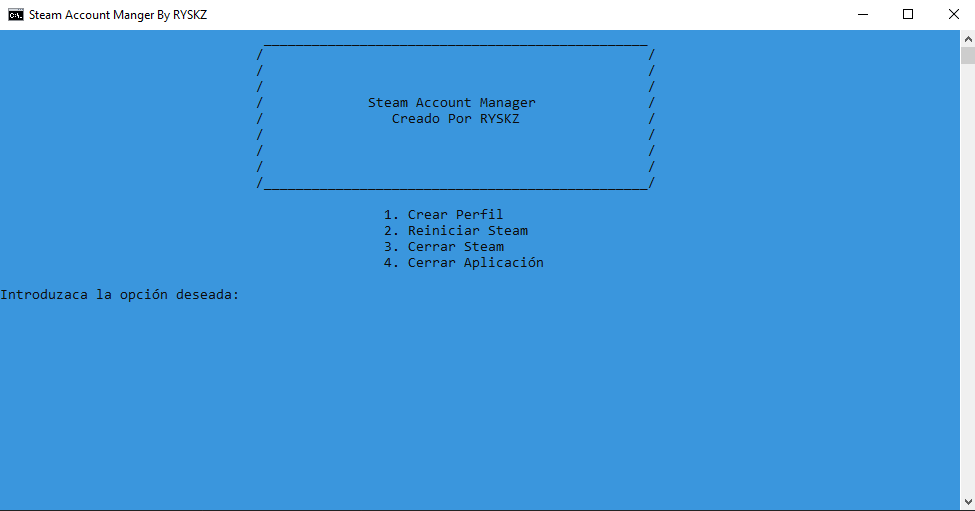 Steam Account Manger By RYSKZ
________________________________________________
/ /
/ /
/ /
/ Steam Account Manager /
/ Creado Por RYSKZ /
/ /
/ /
/ /
/________________________________________________/
1. Crear Perfil
2. Reiniciar Steam
3. Cerrar Steam
4. Cerrar Aplicación
Introduzaca la opción deseada: